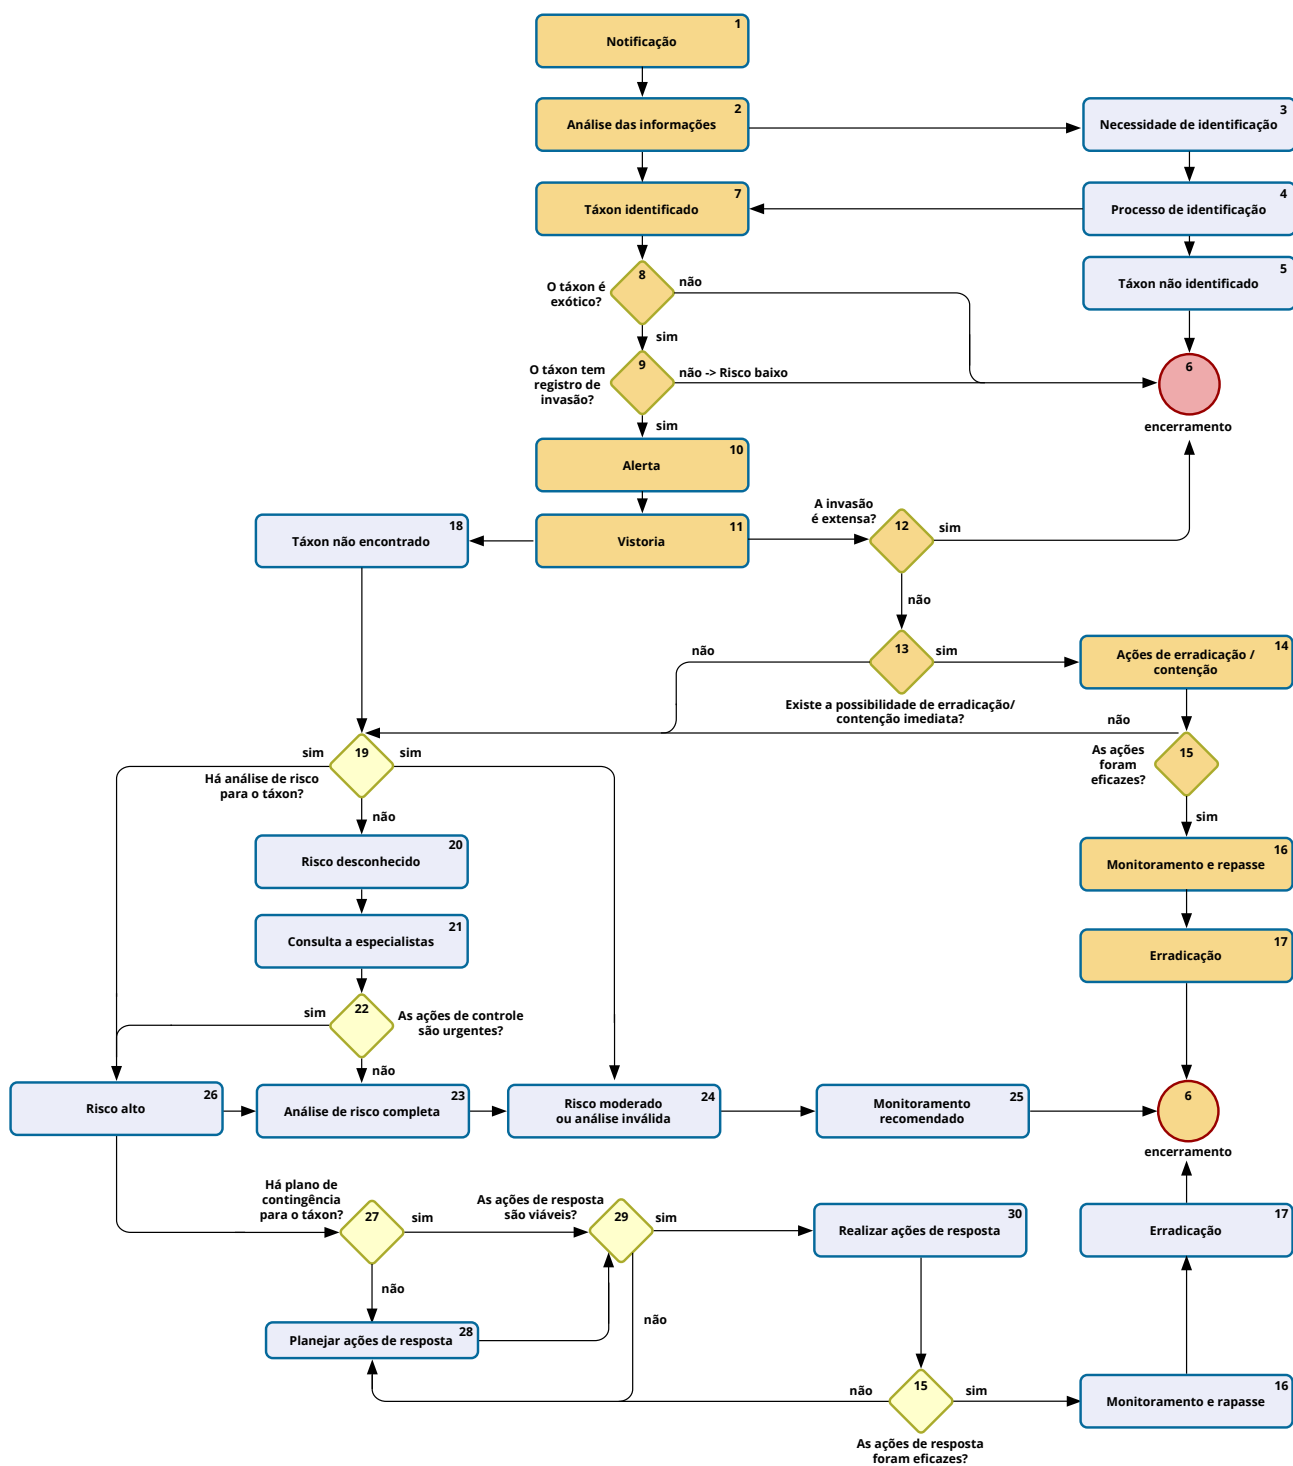 1
Notificação
2
Análise das informações
3
Necessidade de identificação
7
Táxon identificado
4
Processo de identificação
8
O táxon é
exótico?
não
sim
5
Táxon não identificado
9
O táxon tem
registro de
invasão?
não -> Risco baixo
sim
6
encerramento
10
Alerta
18
Táxon não encontrado
11
Vistoria
A invasão
é extensa?
12
sim
não
não
13
sim
Existe a possibilidade de erradicação/
contenção imediata?
14
Ações de erradicação /
contenção
não
As ações
foram
eficazes?
15
sim
sim
19
sim
Há análise de risco
para o táxon?
não
20
Risco desconhecido
16
Monitoramento e repasse
21
Consulta a especialistas
17
Erradicação
sim
22
As ações de controle
são urgentes?
não
26
Risco alto
23
Análise de risco completa
24
Risco moderado
ou análise inválida
25
Monitoramento
recomendado
6
encerramento
Há plano de
contingência
para o táxon?
27
sim
não
As ações de resposta
são viáveis?
29
sim
não
30
Realizar ações de resposta
17
Erradicação
28
Planejar ações de resposta
não
15
sim
As ações de resposta
foram eficazes?
16
Monitoramento e rapasse